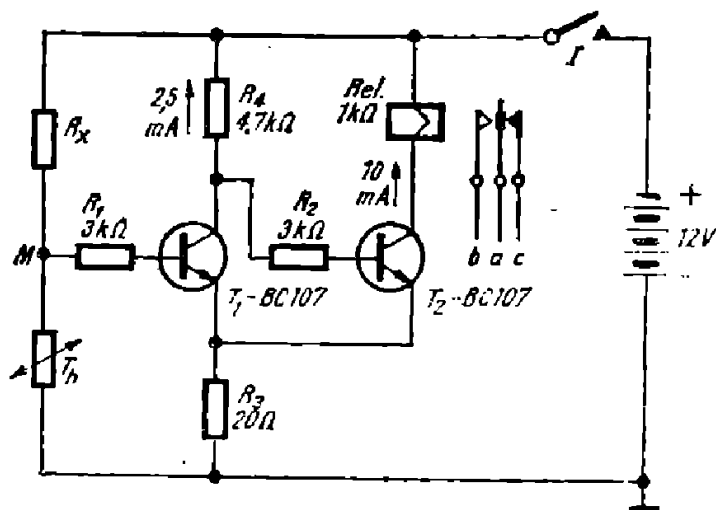 I
2,5
mA
R4
4,7kΩ
Rel.
1kΩ
Rx
10
mA
+
12V
R1
3kΩ
R2
3kΩ
M
b a c
T1-BC107
T2-BC107
Th
R3
20Ω